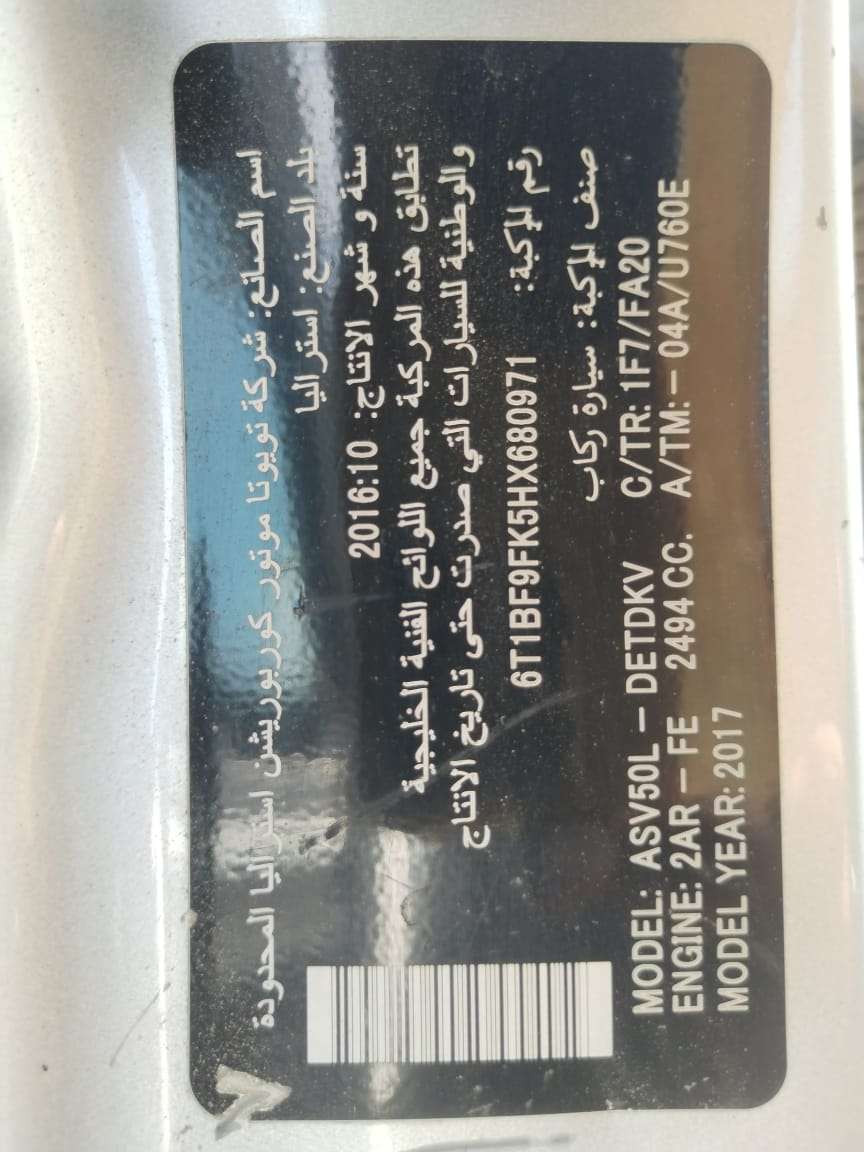 اسم الصانع: شركة تويوتا موتور كوربوريشن استراليا المحدودة
بلد الصنع: استراليا
سنة و شهر الانتاج: 2016:10
تطابق هذه المركبة جميع اللوائح الفنية الخليجية
والوطنية للسيارات التي صدرت حتى تاريخ الانتاج
رقم المركبة: 6T1BF9FK5HX680971
صنف المركبة: سيارة ركاب
MODEL: ASV50L – DETDKV C/TR: 1F7/FA20
ENGINE: 2AR – FE 2494 CC. A/TM: – 04A/U760E
MODEL YEAR: 2017